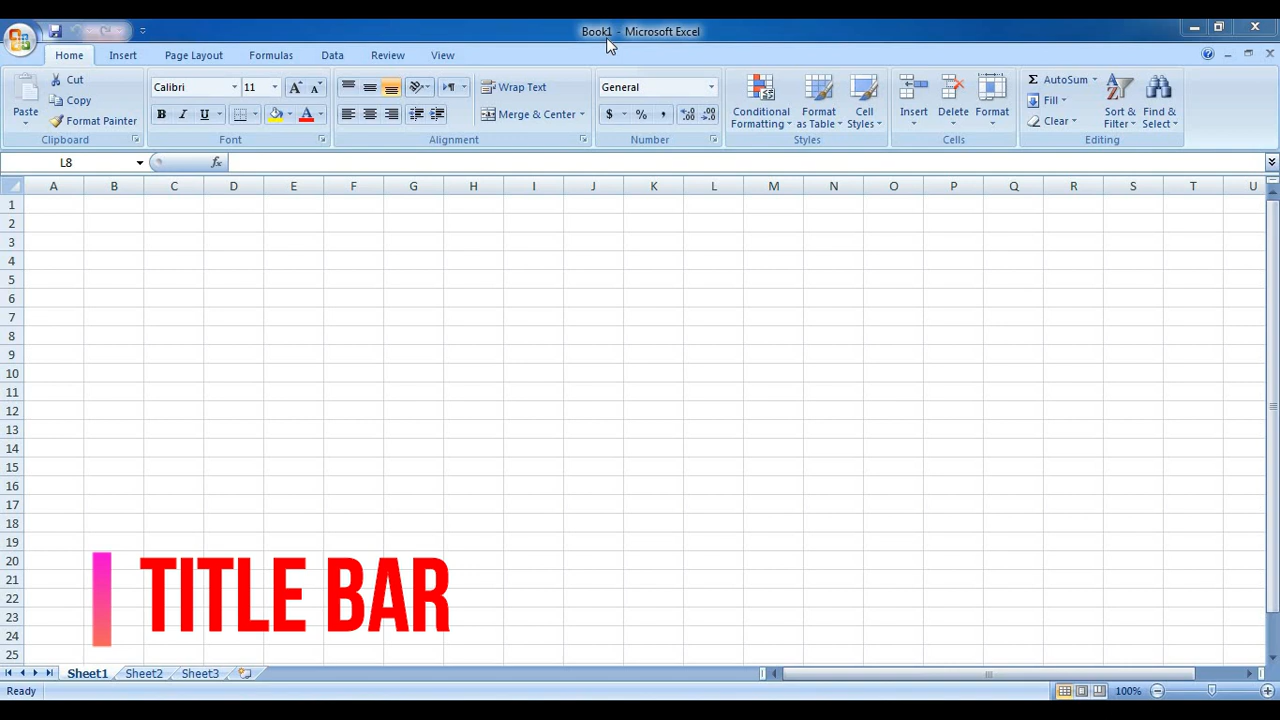 Book1 - Microsoft Excel
Home Insert Page Layout Formulas Data Review View
Paste
Cut
Copy
Format Painter
Clipboard
Calibri 11
B I U
A
Font
Wrap Text
Merge & Center
Alignment
General
$ % ,
Number
Conditional Formatting
Format as Table
Cell Styles
Styles
Insert Delete Format
Cells
Σ AutoSum
Fill
Clear
Sort & Filter
Find & Select
Editing
L8 fx
A B C D E F G H I J K L M N O P Q R S T U
1
2
3
4
5
6
7
8
9
10
11
12
13
14
15
16
17
18
19
20
21
22
23
24
25
TITLE BAR
Sheet1 Sheet2 Sheet3
Ready 100%